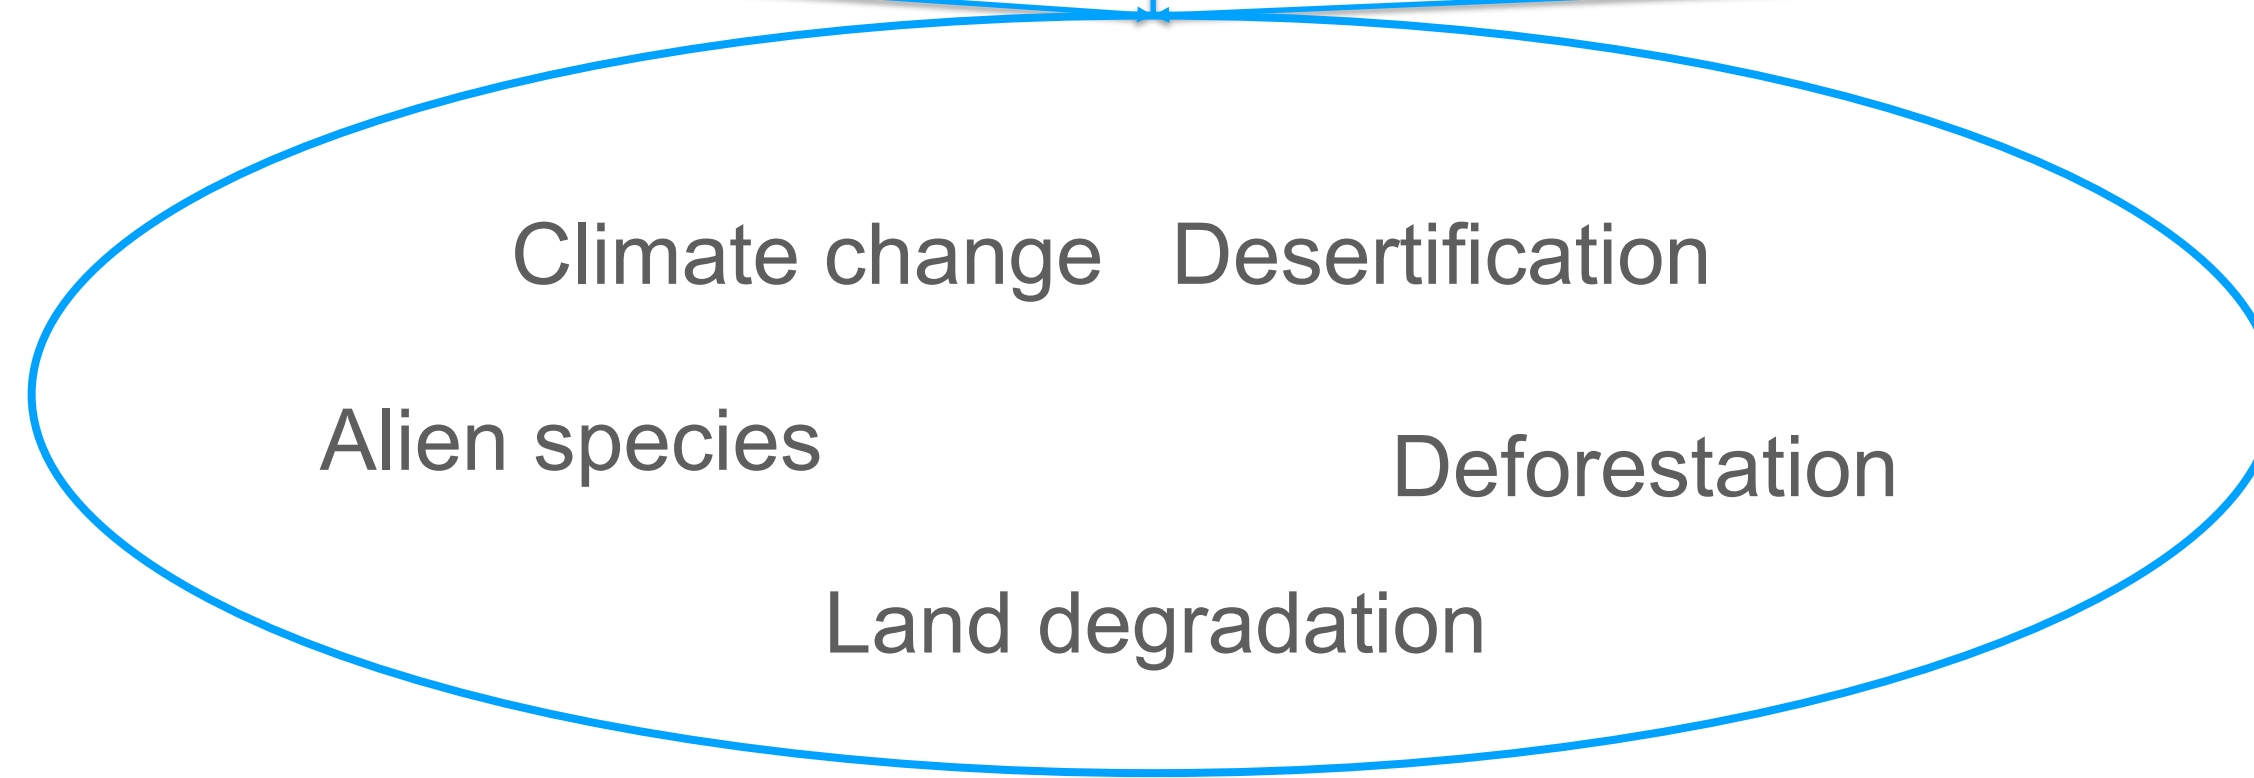 Climate change Desertification
Alien species
Deforestation
Land degradation